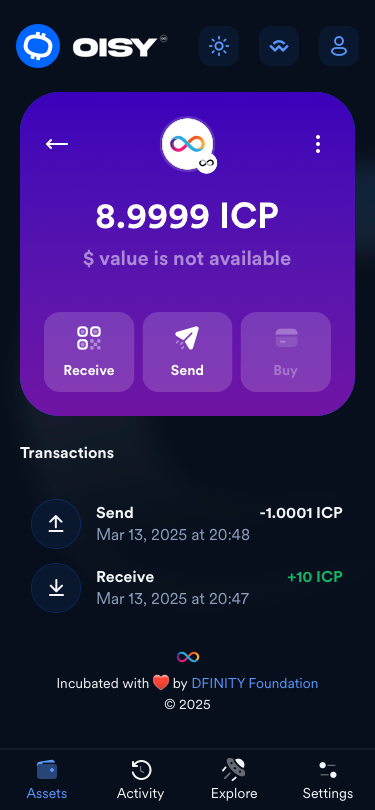 OISY
8.9999 ICP
$ value is not available
Receive Send Buy
Transactions
Send -1.0001 ICP
Mar 13, 2025 at 20:48
Receive +10 ICP
Mar 13, 2025 at 20:47
Incubated with ❤️ by DFINITY Foundation
© 2025
Assets Activity Explore Settings